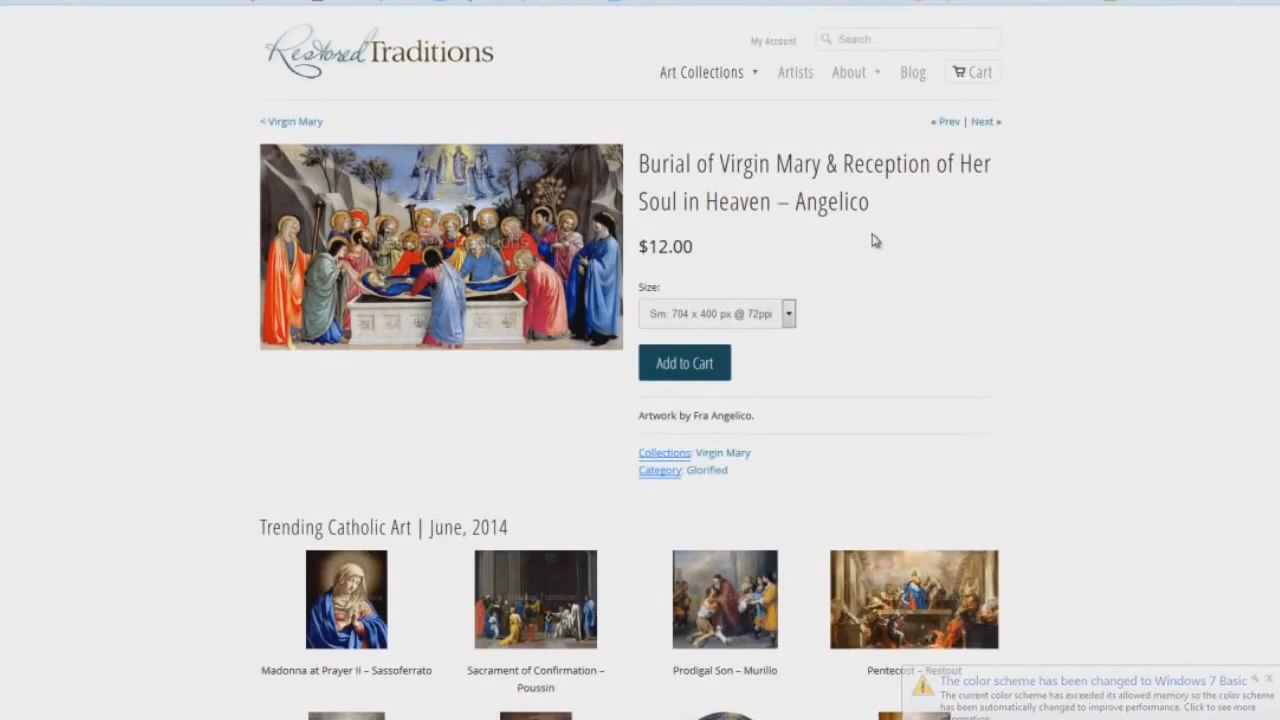 Restored Traditions
My Account
Search
Art Collections
Artists
About
Blog
Cart
< Virgin Mary
« Prev | Next »
Burial of Virgin Mary & Reception of Her
Soul in Heaven – Angelico
$12.00
Restored Traditions
Size:
Sm: 704 x 400 px @ 72ppi
Add to Cart
Artwork by Fra Angelico.
Collections: Virgin Mary
Category: Glorified
Trending Catholic Art | June, 2014
Madonna at Prayer II – Sassoferrato
Sacrament of Confirmation –
Poussin
Prodigal Son – Murillo
Pentecost – Restout
The color scheme has been changed to Windows 7 Basic
The current color scheme has exceeded its allowed memory so the color scheme
has been automatically changed to improve performance. Click to see more
information.